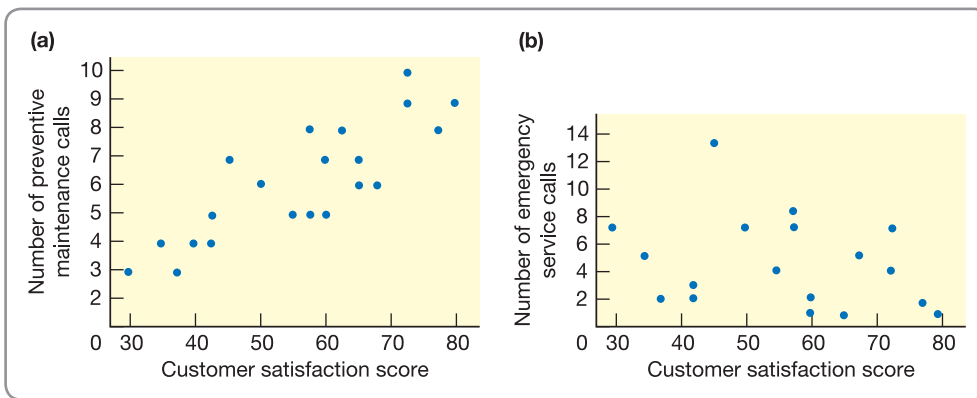 (a)
10
9
8
7
6
5
4
3
2
0 30 40 50 60 70 80
Number of preventive
maintenance calls
Customer satisfaction score
(b)
14
12
10
8
6
4
2
0 30 40 50 60 70 80
Number of emergency
service calls
Customer satisfaction score